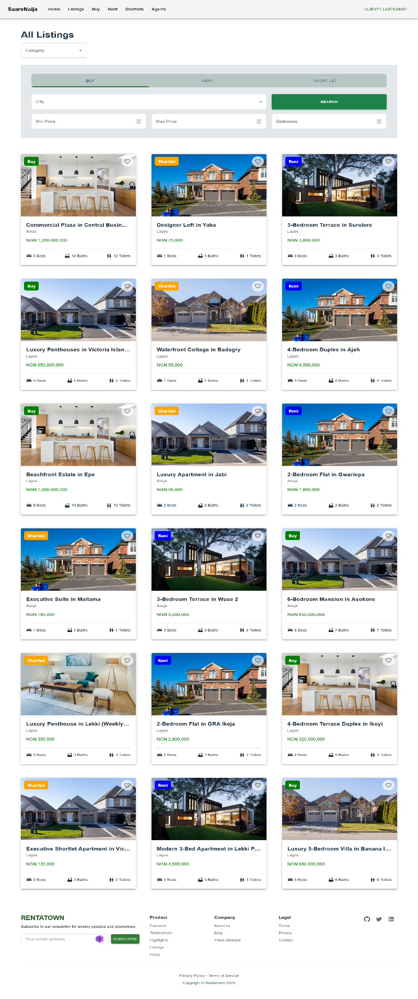 SaareNaija Home Listings Buy Rent Shortlets Agents CLIENT1 LASTNAME1
All Listings
Category
BUY RENT SHORT LET
City SEARCH
Min Price Max Price Bedrooms
Buy
Commercial Plaza in Central Busin...
Abuja
NGN 1,200,000,000
0 Beds 12 Baths 12 Toilets
Shortlet
Designer Loft in Yaba
Lagos
NGN 75,000
1 Beds 1 Baths 1 Toilets
Rent
3-Bedroom Terrace in Surulere
Lagos
NGN 3,800,000
3 Beds 3 Baths 3 Toilets
Buy
Luxury Penthouses in Victoria Islan...
Lagos
NGN 950,000,000
5 Beds 5 Baths 5 Toilets
Shortlet
Waterfront Cottage in Badagry
Lagos
NGN 85,000
1 Beds 1 Baths 1 Toilets
Rent
4-Bedroom Duplex in Ajah
Lagos
NGN 6,500,000
4 Beds 4 Baths 4 Toilets
Buy
Beachfront Estate in Epe
Lagos
NGN 1,500,000,000
8 Beds 10 Baths 10 Toilets
Shortlet
Luxury Apartment in Jabi
Abuja
NGN 95,000
2 Beds 2 Baths 2 Toilets
Rent
2-Bedroom Flat in Gwarinpa
Abuja
NGN 1,800,000
2 Beds 2 Baths 2 Toilets
Shortlet
Executive Suite in Maitama
Abuja
NGN 180,000
1 Beds 1 Baths 1 Toilets
Rent
3-Bedroom Terrace in Wuse 2
Abuja
NGN 5,500,000
3 Beds 3 Baths 3 Toilets
Buy
6-Bedroom Mansion in Asokoro
Abuja
NGN 850,000,000
6 Beds 7 Baths 7 Toilets
Shortlet
Luxury Penthouse in Lekki (Weekly...
Lagos
NGN 350,000
3 Beds 3 Baths 3 Toilets
Rent
2-Bedroom Flat in GRA Ikeja
Lagos
NGN 2,800,000
2 Beds 2 Baths 2 Toilets
Buy
4-Bedroom Terrace Duplex in Ikoyi
Lagos
NGN 320,000,000
4 Beds 5 Baths 5 Toilets
Shortlet
Executive Shortlet Apartment in Vic...
Lagos
NGN 120,000
2 Beds 2 Baths 2 Toilets
Rent
Modern 3-Bed Apartment in Lekki P...
Lagos
NGN 4,500,000
3 Beds 3 Baths 3 Toilets
Buy
Luxury 5-Bedroom Villa in Banana I...
Lagos
NGN 650,000,000
5 Beds 6 Baths 6 Toilets
RENTATOWN
Subscribe to our newsletter for weekly updates and promotions.
Your email address SUBSCRIBE
Product
Features
Testimonials
Highlights
Listings
FAQs
Company
About us
Blog
Press Release
Legal
Terms
Privacy
Contact
Privacy Policy • Terms of Service
Copyright © Rentatown 2025